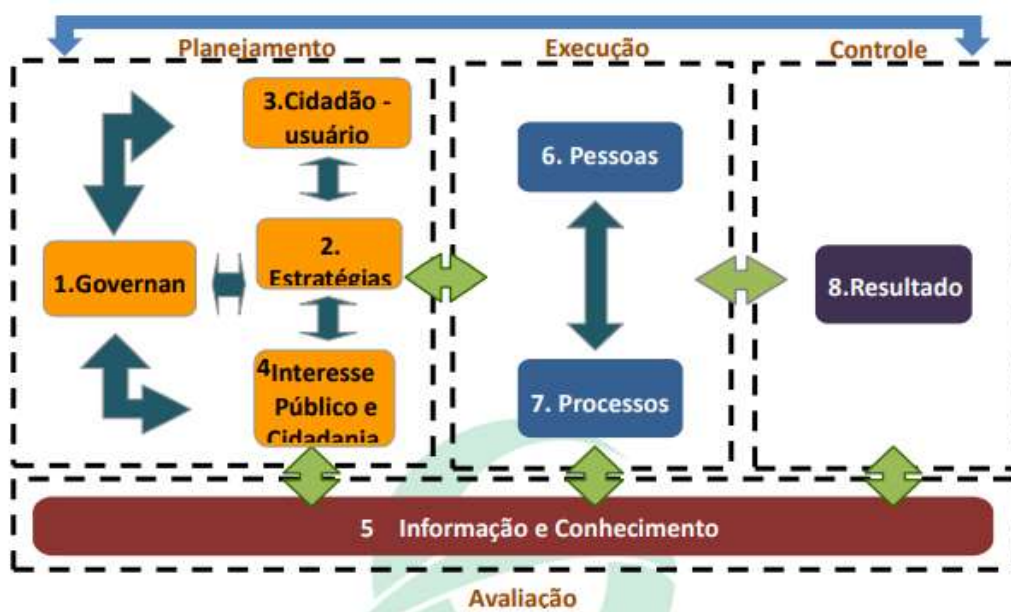 Planejamento
Execução
Controle
3.Cidadão -
usuário
2.
Estratégias
1.Governan
4Interesse
Público e
Cidadania
6. Pessoas
7. Processos
8.Resultado
5 Informação e Conhecimento
Avaliação